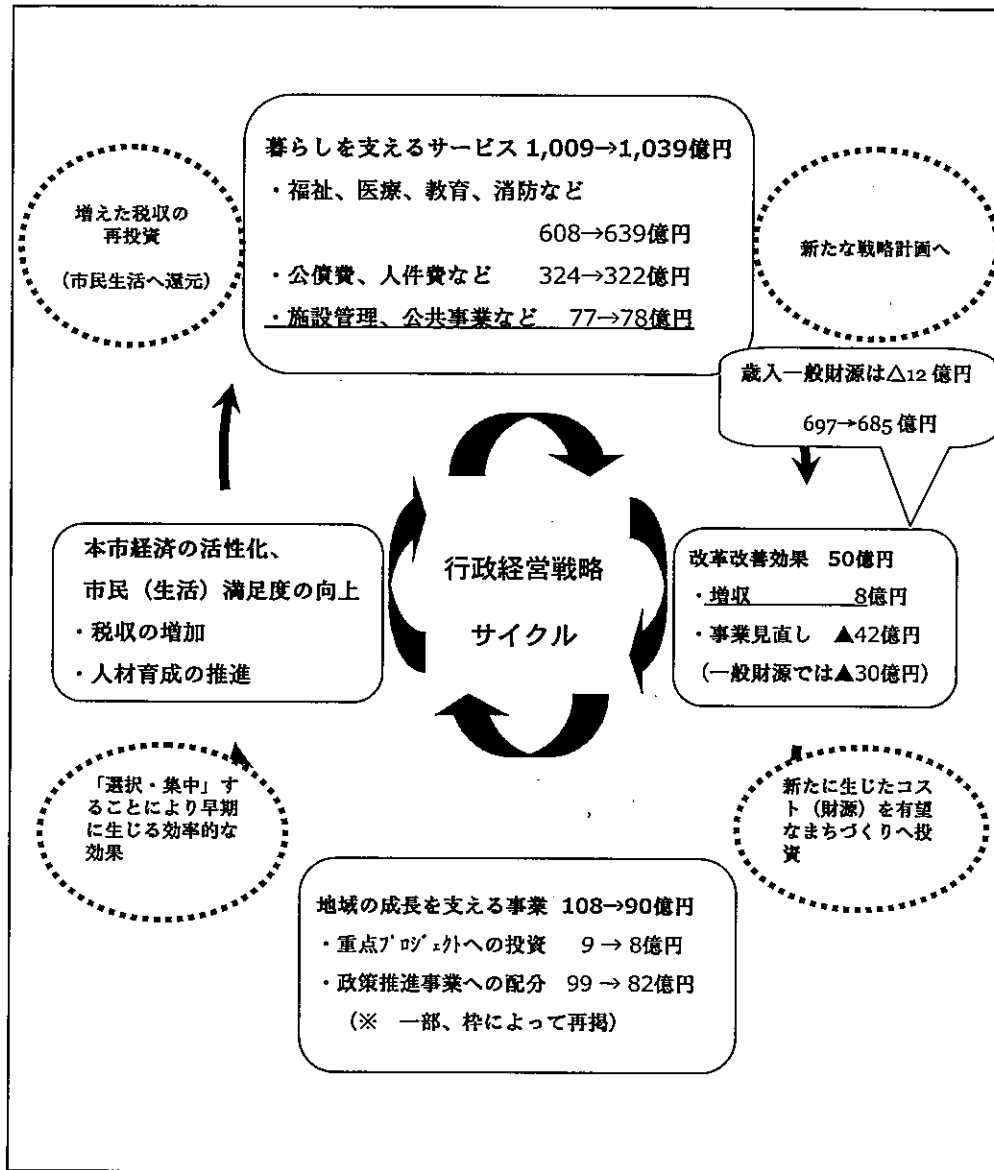 暮らしを支えるサービス 1,009→1,039億円
・福祉、医療、教育、消防など
608→639億円
・公債費、人件費など 324→322億円
・施設管理、公共事業など 77→78億円
増えた税収の
再投資
(市民生活へ還元)
新たな戦略計画へ
歳入一般財源は△12 億円
697→685 億円
本市経済の活性化、
市民（生活）満足度の向上
・税収の増加
・人材育成の推進
行政経営戦略
サイクル
改革改善効果 50億円
・増収 8億円
・事業見直し ▲42億円
（一般財源では▲30億円）
「選択・集中」す
ることにより早期
に生じる効率的な
効果
新たに生じたコス
ト（財源）を有望
なまちづくりへ投
資
地域の成長を支える事業 108→90億円
・重点ﾌﾟﾛｼﾞｪｸﾄへの投資 9 → 8億円
・政策推進事業への配分 99 → 82億円
（※ 一部、枠によって再掲）